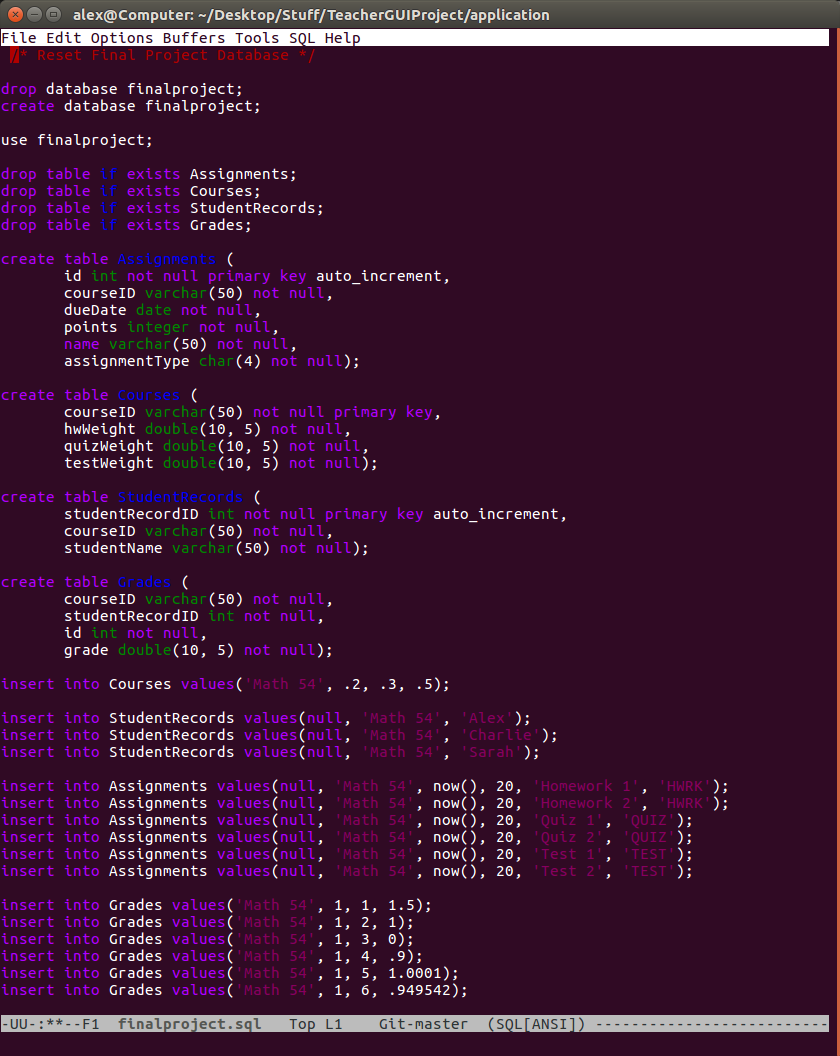 alex@Computer: ~/Desktop/Stuff/TeacherGUIProject/application
File Edit Options Buffers Tools SQL Help
/* Reset Final Project Database */
drop database finalproject;
create database finalproject;
use finalproject;
drop table if exists Assignments;
drop table if exists Courses;
drop table if exists StudentRecords;
drop table if exists Grades;
create table Assignments (
id int not null primary key auto_increment,
courseID varchar(50) not null,
dueDate date not null,
points integer not null,
name varchar(50) not null,
assignmentType char(4) not null);
create table Courses (
courseID varchar(50) not null primary key,
hwWeight double(10, 5) not null,
quizWeight double(10, 5) not null,
testWeight double(10, 5) not null);
create table StudentRecords (
studentRecordID int not null primary key auto_increment,
courseID varchar(50) not null,
studentName varchar(50) not null);
create table Grades (
courseID varchar(50) not null,
studentRecordID int not null,
id int not null,
grade double(10, 5) not null);
insert into Courses values('Math 54', .2, .3, .5);
insert into StudentRecords values(null, 'Math 54', 'Alex');
insert into StudentRecords values(null, 'Math 54', 'Charlie');
insert into StudentRecords values(null, 'Math 54', 'Sarah');
insert into Assignments values(null, 'Math 54', now(), 20, 'Homework 1', 'HWRK');
insert into Assignments values(null, 'Math 54', now(), 20, 'Homework 2', 'HWRK');
insert into Assignments values(null, 'Math 54', now(), 20, 'Quiz 1', 'QUIZ');
insert into Assignments values(null, 'Math 54', now(), 20, 'Quiz 2', 'QUIZ');
insert into Assignments values(null, 'Math 54', now(), 20, 'Test 1', 'TEST');
insert into Assignments values(null, 'Math 54', now(), 20, 'Test 2', 'TEST');
insert into Grades values('Math 54', 1, 1, 1.5);
insert into Grades values('Math 54', 1, 2, 1);
insert into Grades values('Math 54', 1, 3, 0);
insert into Grades values('Math 54', 1, 4, .9);
insert into Grades values('Math 54', 1, 5, 1.0001);
insert into Grades values('Math 54', 1, 6, .949542);
-UU-:**--F1  finalproject.sql   Top L1    Git-master  (SQL[ANSI]) --------------------------